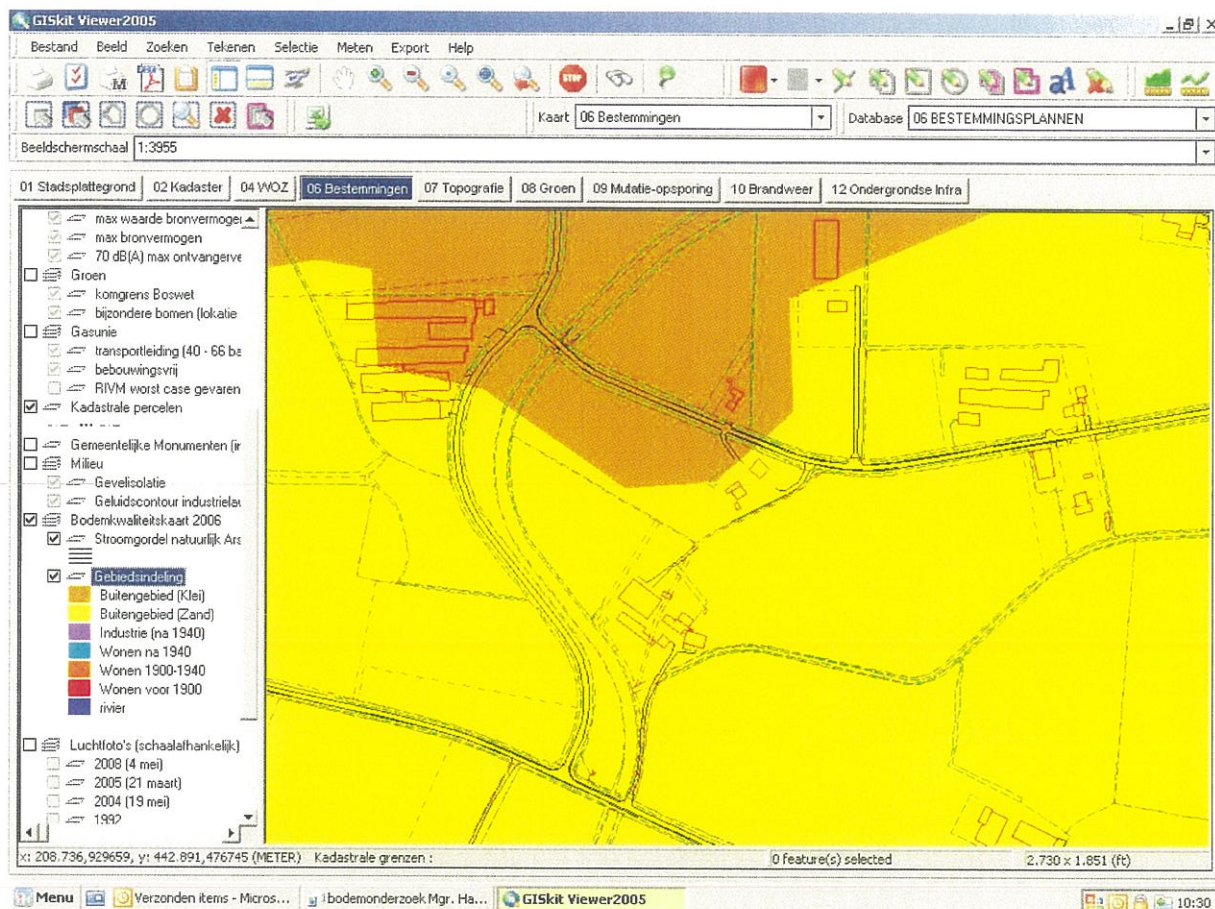 GISkit Viewer2005
Bestand Beeld Zoeken Tekenen Selectie Meten Export Help
STOP
Kaart 06 Bestemmingen Database 06 BESTEMMINGSPLANNEN
Beeldschermschaal 1:3955
01 Stadsplattegrond 02 Kadaster 04 WOZ 06 Bestemmingen 07 Topografie 08 Groen 09 Mutatie-opsporing 10 Brandweer 12 Ondergrondse Infra
max waarde bronvermoge
max bronvermogen
70 dB(A) max ontvangerve
Groen
komgrens Boswet
bijzondere bomen (lokatie
Gasunie
transportleiding (40 - 66 ba
bebouwingsvrij
RIVM worst case gevaren
Kadastrale percelen
Gemeentelijke Monumenten (ir
Milieu
Gevelisolatie
Geluidscontour industrielav
Bodemkwaliteitskaart 2006
Stroomgordel natuurlijk Ars
Gebiedsindeling
Buitengebied (Klei)
Buitengebied (Zand)
Industrie (na 1940)
Wonen na 1940
Wonen 1900-1940
Wonen voor 1900
rivier
Luchtfoto's (schaalafhankelijk)
2008 (4 mei)
2005 (21 maart)
2004 (19 mei)
1992
x: 208.736,929659, y: 442.891,476745 (METER) Kadastrale grenzen : 0 feature(s) selected 2.730 x 1.851 (ft)
Menu Verzonden items - Micros... bodemonderzoek Mgr. Ha... GISkit Viewer2005 10:30